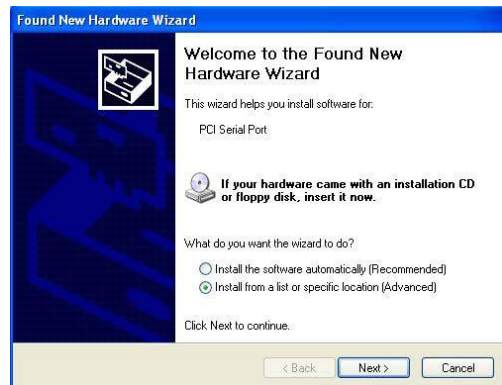 Found New Hardware Wizard
Welcome to the Found New
Hardware Wizard
This wizard helps you install software for:
PCI Serial Port
If your hardware came with an installation CD
or floppy disk, insert it now.
What do you want the wizard to do?
Install the software automatically (Recommended)
Install from a list or specific location (Advanced)
Click Next to continue.
< Back
Next >
Cancel